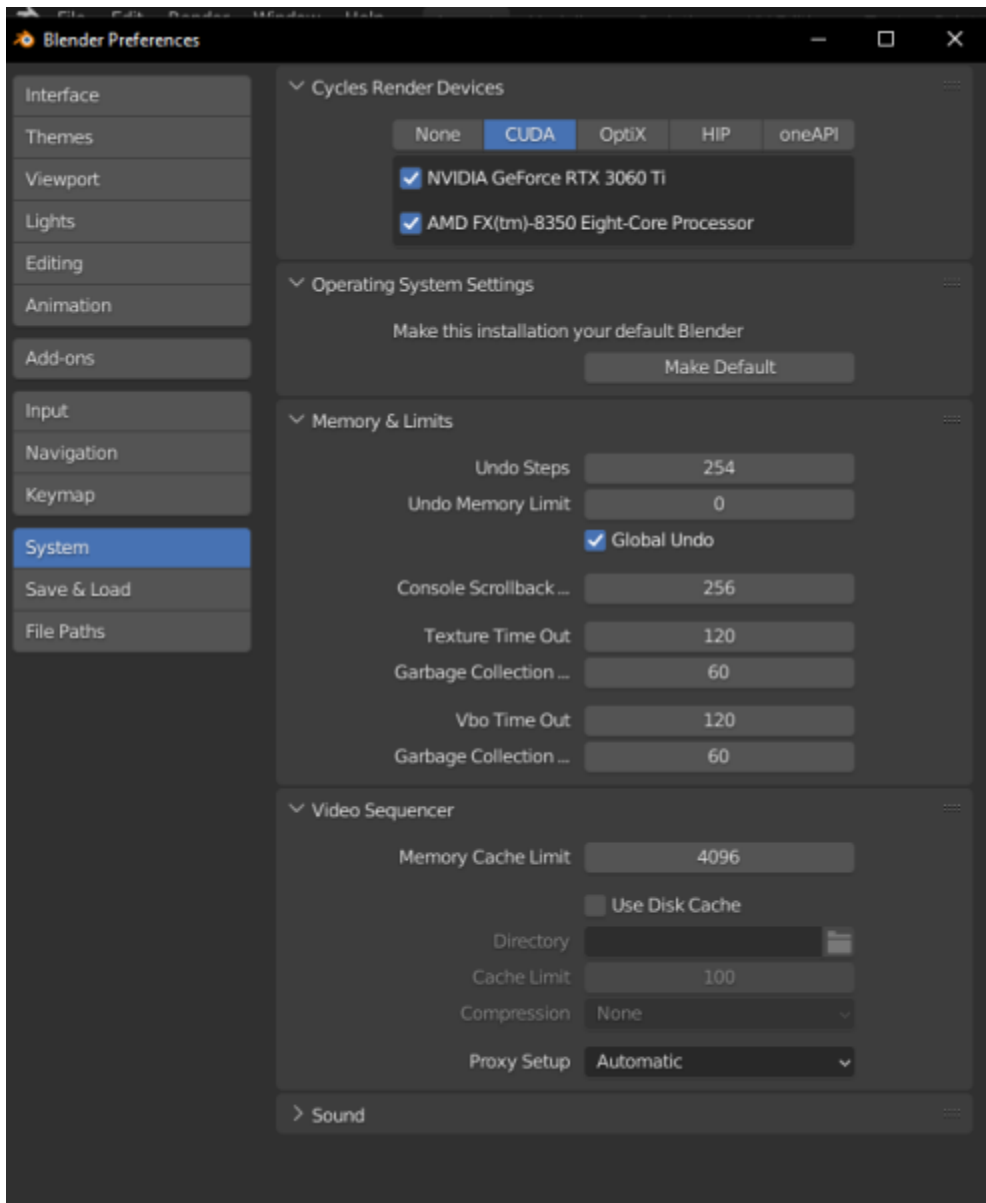 File Edit Render Window Help
Blender Preferences
Interface
Themes
Viewport
Lights
Editing
Animation
Add-ons
Input
Navigation
Keymap
System
Save & Load
File Paths
Cycles Render Devices
None CUDA OptiX HIP oneAPI
NVIDIA GeForce RTX 3060 Ti
AMD FX(tm)-8350 Eight-Core Processor
Operating System Settings
Make this installation your default Blender
Make Default
Memory & Limits
Undo Steps 254
Undo Memory Limit 0
Global Undo
Console Scrollback ... 256
Texture Time Out 120
Garbage Collection ... 60
Vbo Time Out 120
Garbage Collection ... 60
Video Sequencer
Memory Cache Limit 4096
Use Disk Cache
Directory
Cache Limit 100
Compression None
Proxy Setup Automatic
Sound